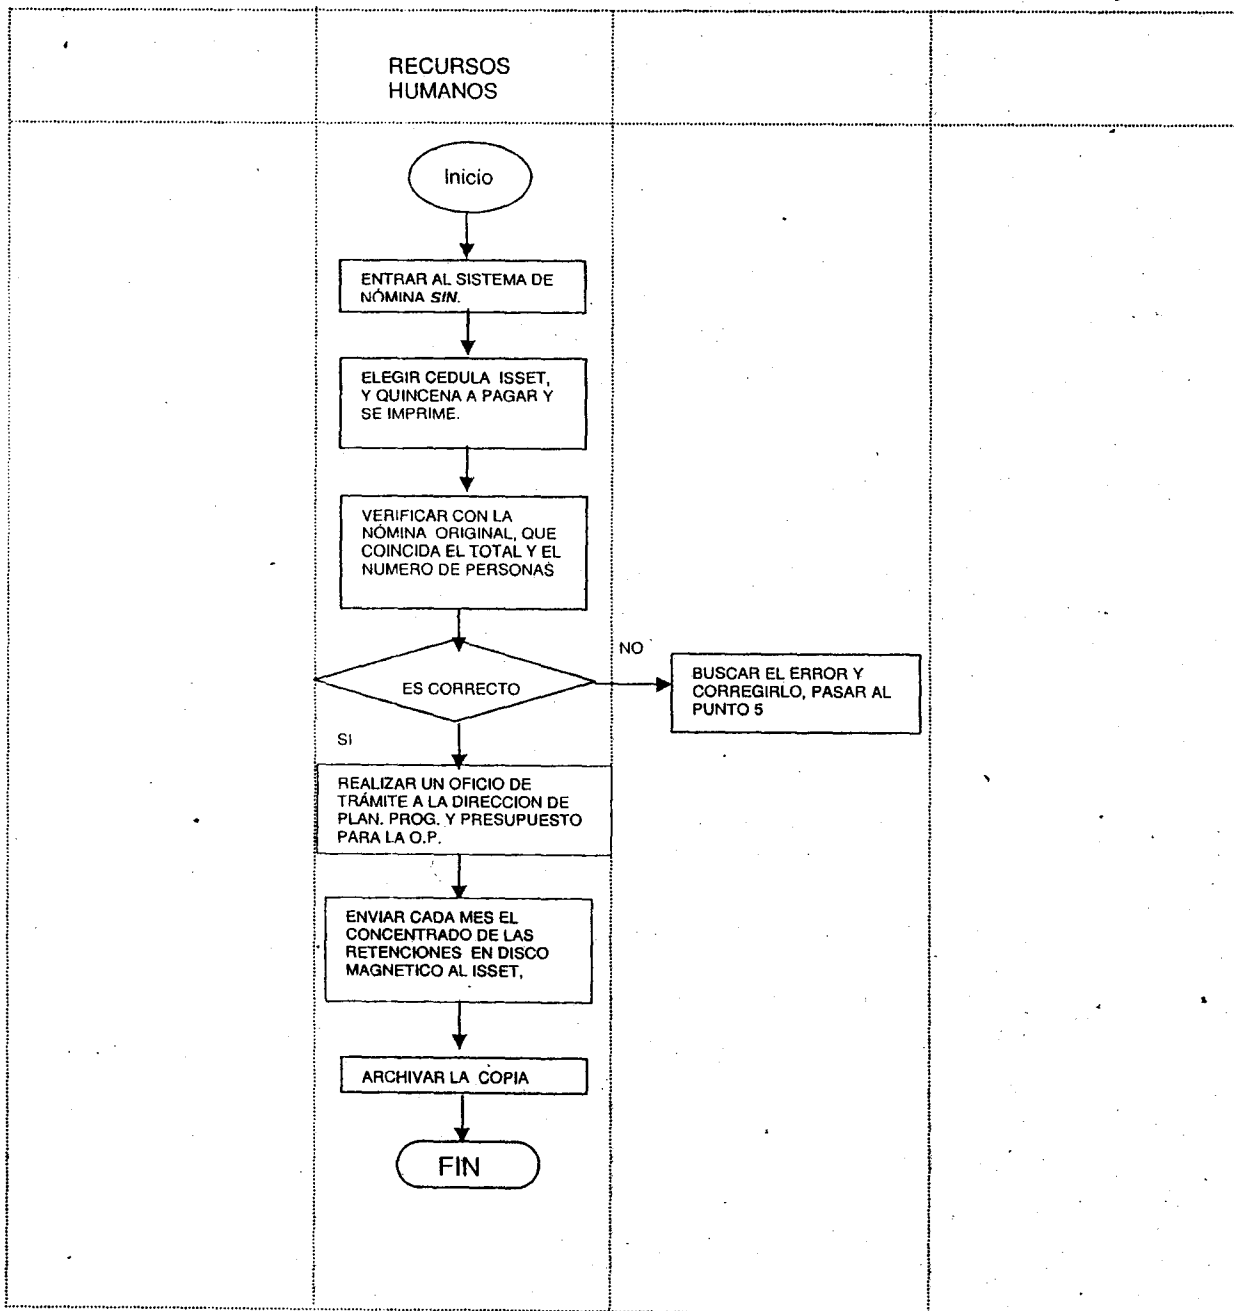 RECURSOS
HUMANOS
Inicio
ENTRAR AL SISTEMA DE
NÓMINA SIN.
ELEGIR CEDULA ISSET,
Y QUINCENA A PAGAR Y
SE IMPRIME.
VERIFICAR CON LA
NÓMINA ORIGINAL, QUE
COINCIDA EL TOTAL Y EL
NUMERO DE PERSONAS
ES CORRECTO
NO
BUSCAR EL ERROR Y
CORREGIRLO, PASAR AL
PUNTO 5
SI
REALIZAR UN OFICIO DE
TRÁMITE A LA DIRECCION DE
PLAN. PROG. Y PRESUPUESTO
PARA LA O.P.
ENVIAR CADA MES EL
CONCENTRADO DE LAS
RETENCIONES EN DISCO
MAGNETICO AL ISSET,
ARCHIVAR LA COPIA
FIN